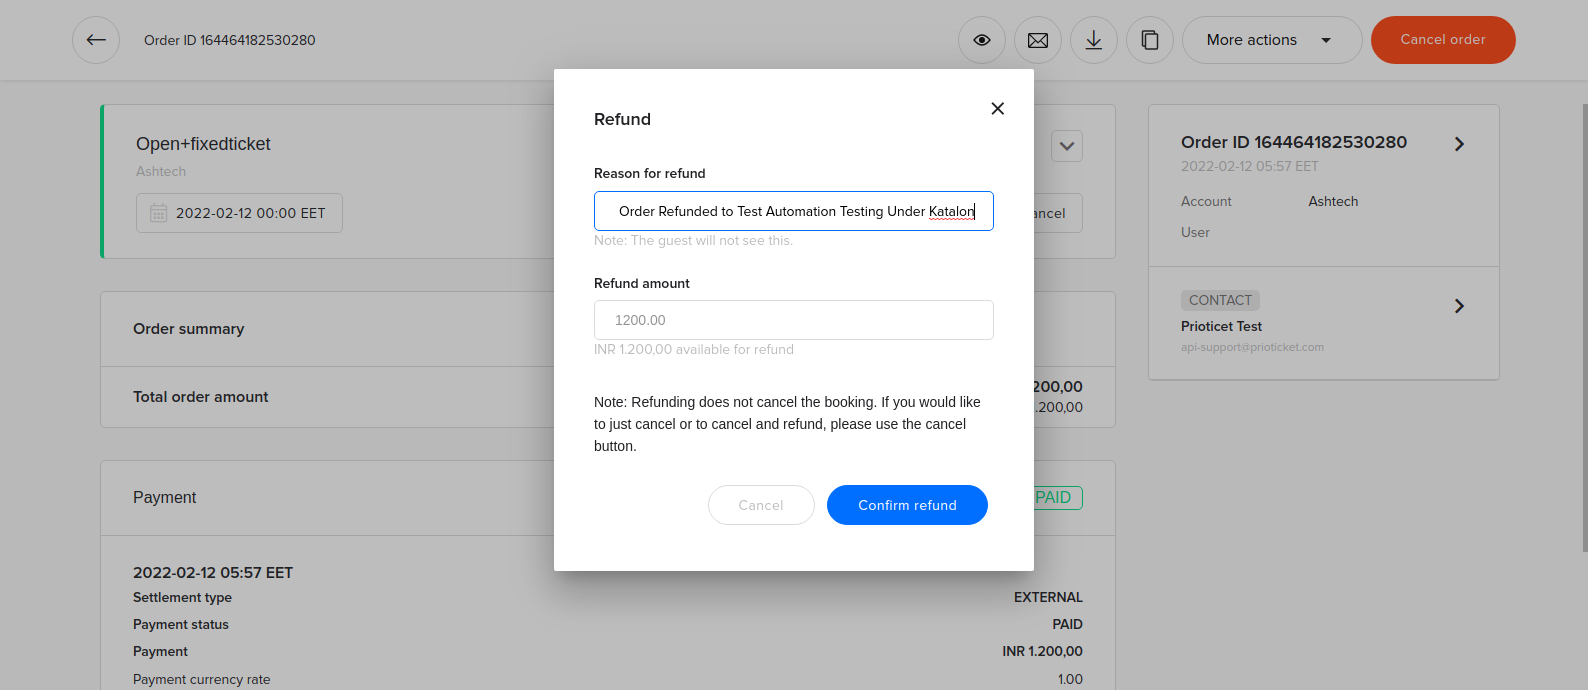 Order ID 164464182530280
More actions
Cancel order
Refund
Reason for refund
Order Refunded to Test Automation Testing Under Katalon
Note: The guest will not see this.
Refund amount
1200.00
INR 1.200,00 available for refund
Note: Refunding does not cancel the booking. If you would like
to just cancel or to cancel and refund, please use the cancel
button.
Cancel
Confirm refund
Open+fixedticket
Ashtech
2022-02-12 00:00 EET
ancel
Order summary
Total order amount
200,00
.200,00
Payment
PAID
2022-02-12 05:57 EET
Settlement type EXTERNAL
Payment status PAID
Payment INR 1.200,00
Payment currency rate 1.00
Order ID 164464182530280
2022-02-12 05:57 EET
Account Ashtech
User
CONTACT
Prioticet Test
api-support@prioticket.com